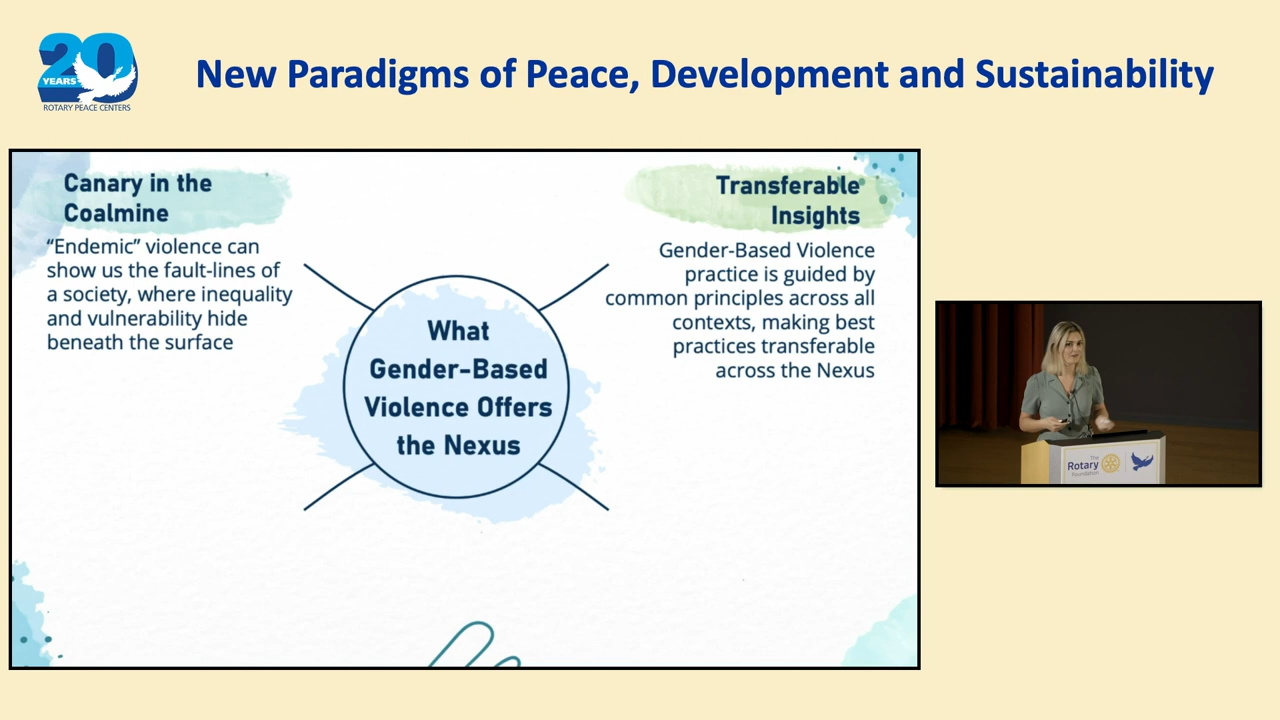 20
YEARS
ROTARY PEACE CENTERS
New Paradigms of Peace, Development and Sustainability
Canary in the
Coalmine
“Endemic” violence can
show us the fault-lines of
a society, where inequality
and vulnerability hide
beneath the surface
What
Gender-Based
Violence Offers
the Nexus
Transferable
Insights
Gender-Based Violence
practice is guided by
common principles across all
contexts, making best
practices transferable
across the Nexus
The
Rotary
Foundation